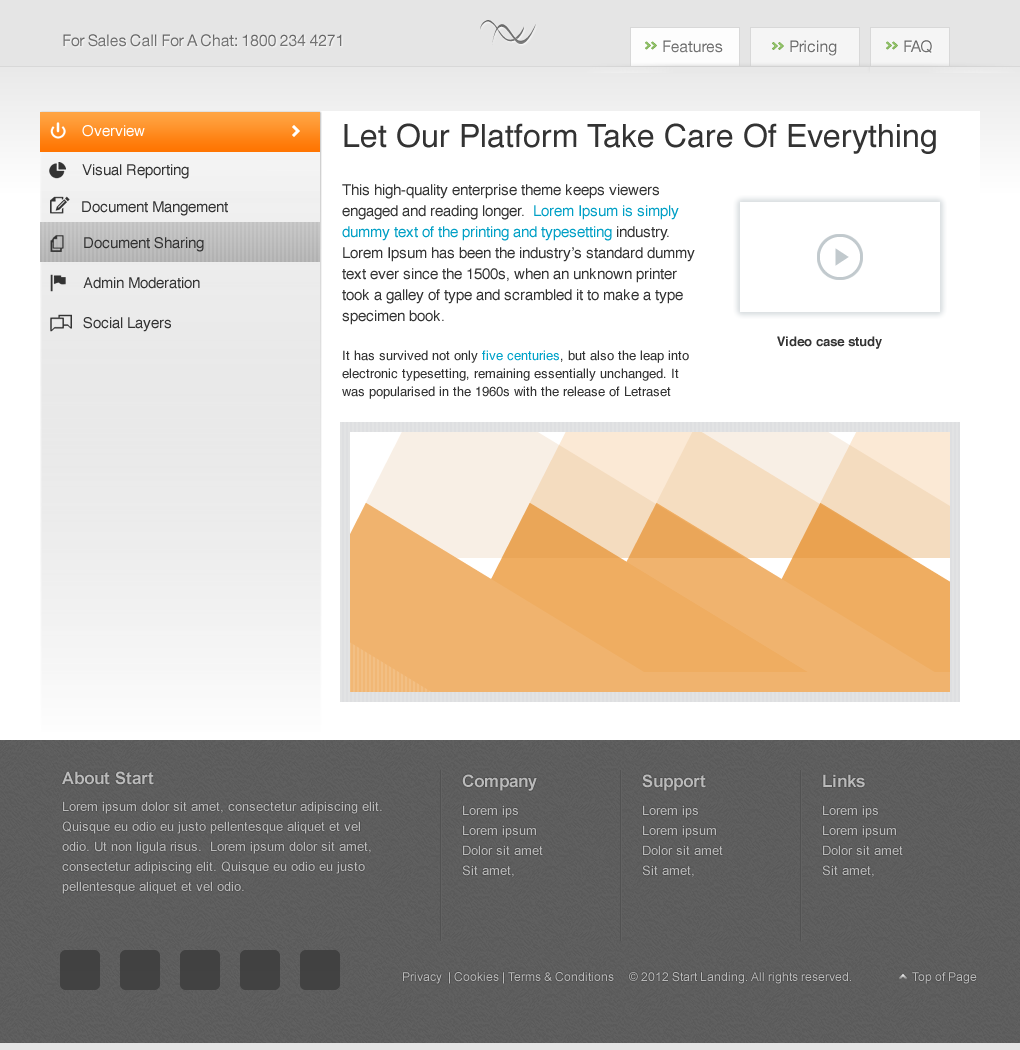 For Sales Call For A Chat: 1800 234 4271
Features
Pricing
FAQ
Overview
Visual Reporting
Document Mangement
Document Sharing
Admin Moderation
Social Layers
Let Our Platform Take Care Of Everything
This high-quality enterprise theme keeps viewers
engaged and reading longer. Lorem Ipsum is simply
dummy text of the printing and typesetting industry.
Lorem Ipsum has been the industry’s standard dummy
text ever since the 1500s, when an unknown printer
took a galley of type and scrambled it to make a type
specimen book.
It has survived not only five centuries, but also the leap into
electronic typesetting, remaining essentially unchanged. It
was popularised in the 1960s with the release of Letraset
Video case study
About Start
Lorem ipsum dolor sit amet, consectetur adipiscing elit.
Quisque eu odio eu justo pellentesque aliquet et vel
odio. Ut non ligula risus. Lorem ipsum dolor sit amet,
consectetur adipiscing elit. Quisque eu odio eu justo
pellentesque aliquet et vel odio.
Company
Lorem ips
Lorem ipsum
Dolor sit amet
Sit amet,
Support
Lorem ips
Lorem ipsum
Dolor sit amet
Sit amet,
Links
Lorem ips
Lorem ipsum
Dolor sit amet
Sit amet,
Privacy | Cookies | Terms & Conditions © 2012 Start Landing. All rights reserved.
Top of Page